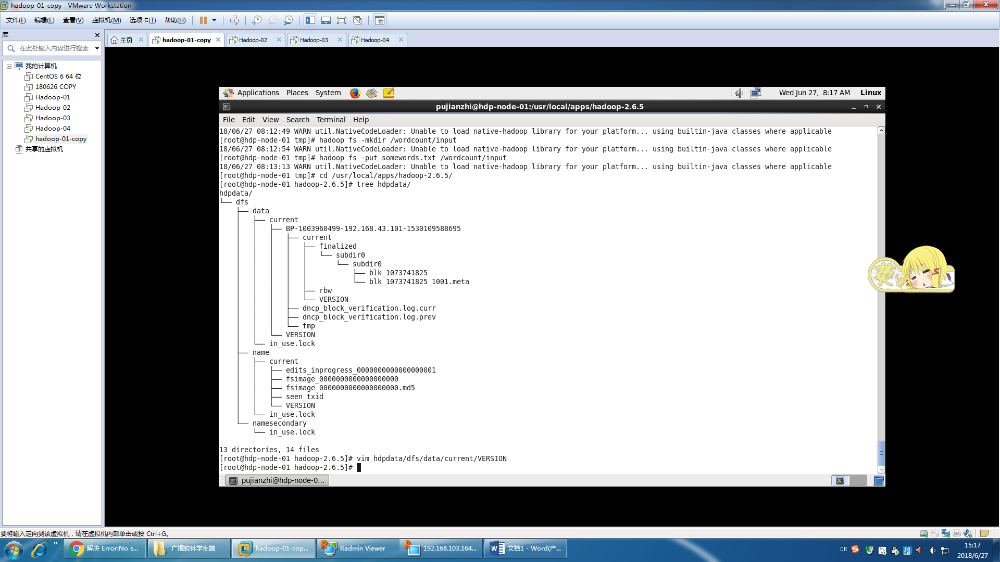 hadoop-01-copy - VMware Workstation
文件(F) 编辑(E) 查看(V) 虚拟机(M) 选项卡(T) 帮助(H)
库
在此处键入内容进行搜索
我的计算机
CentOS 6 64 位
180626 COPY
Hadoop-01
Hadoop-02
Hadoop-03
Hadoop-04
hadoop-01-copy
共享的虚拟机
主页 hadoop-01-copy Hadoop-02 Hadoop-03 Hadoop-04
Applications Places System Wed Jun 27, 8:17 AM Linux
pujianzhi@hdp-node-01:/usr/local/apps/hadoop-2.6.5
File Edit View Search Terminal Help
18/06/27 08:12:49 WARN util.NativeCodeLoader: Unable to load native-hadoop library for your platform... using builtin-java classes where applicable
[root@hdp-node-01 tmp]# hadoop fs -mkdir /wordcount/input
18/06/27 08:12:54 WARN util.NativeCodeLoader: Unable to load native-hadoop library for your platform... using builtin-java classes where applicable
[root@hdp-node-01 tmp]# hadoop fs -put somewords.txt /wordcount/input
18/06/27 08:13:13 WARN util.NativeCodeLoader: Unable to load native-hadoop library for your platform... using builtin-java classes where applicable
[root@hdp-node-01 tmp]# cd /usr/local/apps/hadoop-2.6.5/
[root@hdp-node-01 hadoop-2.6.5]# tree hdpdata/
hdpdata/
└── dfs
    ├── data
    │   ├── current
    │   │   ├── BP-1003960499-192.168.43.101-1530109588695
    │   │   │   ├── current
    │   │   │   │   ├── finalized
    │   │   │   │   │   └── subdir0
    │   │   │   │   │       └── subdir0
    │   │   │   │   │           ├── blk_1073741825
    │   │   │   │   │           └── blk_1073741825_1001.meta
    │   │   │   │   ├── rbw
    │   │   │   │   └── VERSION
    │   │   │   ├── dncp_block_verification.log.curr
    │   │   │   ├── dncp_block_verification.log.prev
    │   │   │   └── tmp
    │   │   └── VERSION
    │   └── in_use.lock
    ├── name
    │   ├── current
    │   │   ├── edits_inprogress_0000000000000000001
    │   │   ├── fsimage_0000000000000000000
    │   │   ├── fsimage_0000000000000000000.md5
    │   │   ├── seen_txid
    │   │   └── VERSION
    │   └── in_use.lock
    └── namesecondary
        └── in_use.lock
13 directories, 14 files
[root@hdp-node-01 hadoop-2.6.5]# vim hdpdata/dfs/data/current/VERSION
[root@hdp-node-01 hadoop-2.6.5]#
pujianzhi@hdp-node-0...
英
要将输入定向到该虚拟机，请在虚拟机内部单击或按 Ctrl+G。
解决 Error:No s... 广播软件学生端 hadoop-01-cop... Radmin Viewer 192.168.103.164... 文档1 - Word(产... CH 15:17
2018/6/27